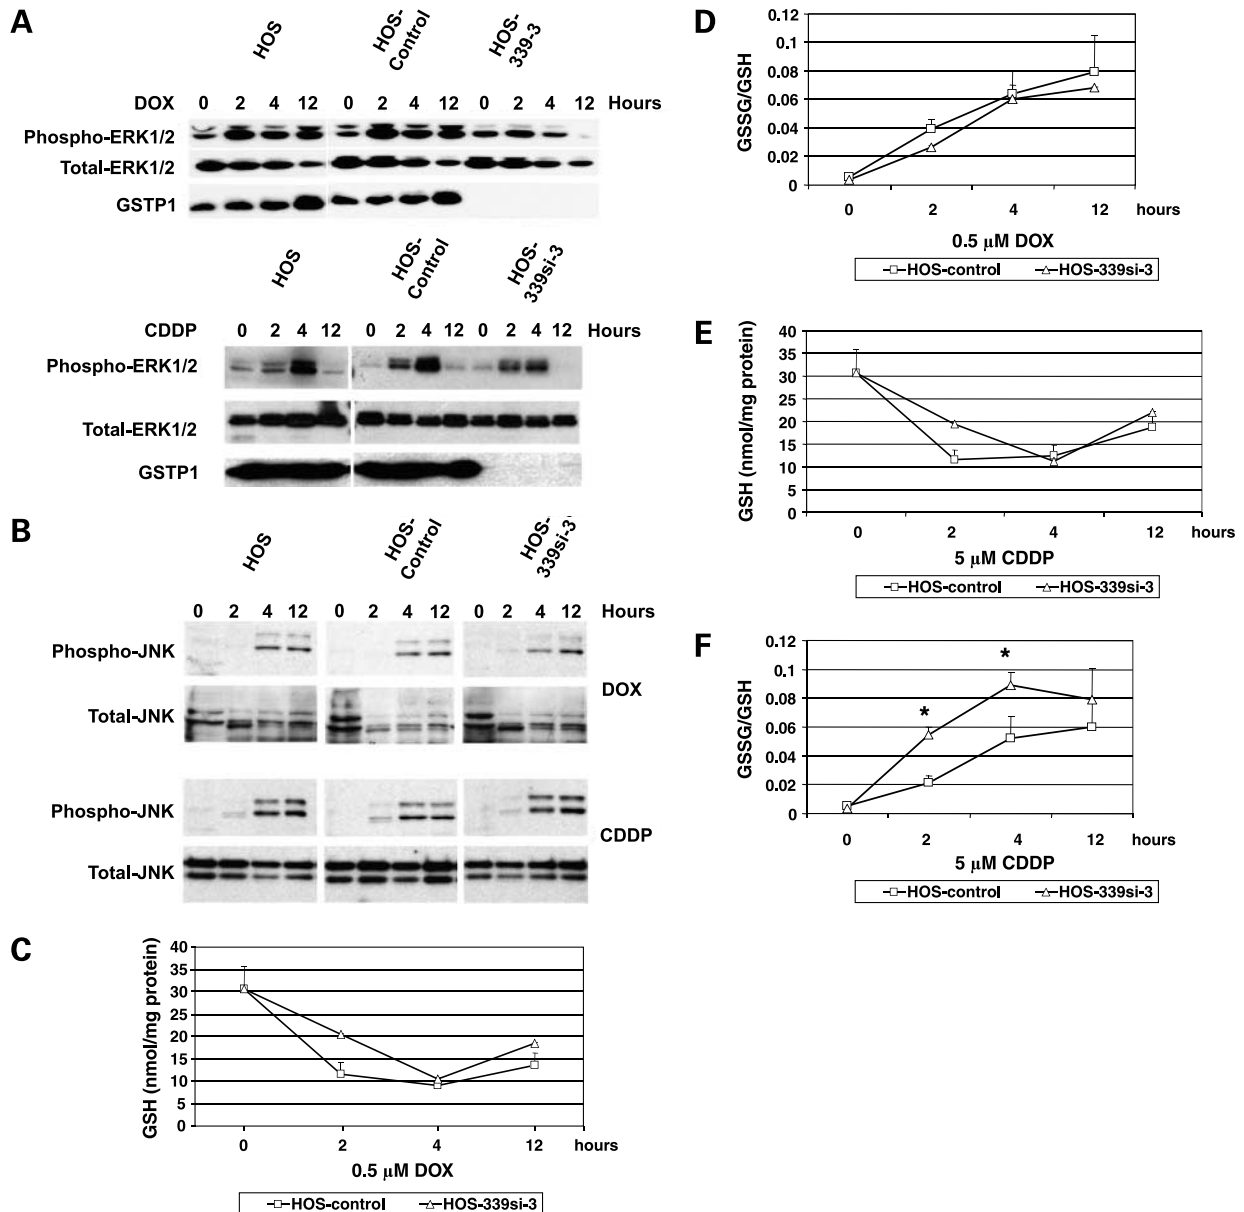 A
HOS
HOS-
Control
HOS-
339-3
DOX 0 2 4 12 0 2 4 12 0 2 4 12 Hours
Phospho-ERK1/2
Total-ERK1/2
GSTP1
HOS
HOS-
Control
HOS-
339si-3
CDDP 0 2 4 12 0 2 4 12 0 2 4 12 Hours
Phospho-ERK1/2
Total-ERK1/2
GSTP1
B
HOS
HOS-
Control
HOS-
339si-3
0 2 4 12 0 2 4 12 0 2 4 12 Hours
Phospho-JNK
DOX
Total-JNK
Phospho-JNK
CDDP
Total-JNK
C
GSH (nmol/mg protein)
40
35
30
25
20
15
10
5
0
0 2 4 12 hours
0.5 μM DOX
HOS-control HOS-339si-3
D
GSSG/GSH
0.12
0.1
0.08
0.06
0.04
0.02
0
0 2 4 12 hours
0.5 μM DOX
HOS-control HOS-339si-3
E
GSH (nmol/mg protein)
40
35
30
25
20
15
10
5
0
0 2 4 12 hours
5 μM CDDP
HOS-control HOS-339si-3
F
GSSG/GSH
0.12
0.1
0.08
0.06
0.04
0.02
0
* *
0 2 4 12 hours
5 μM CDDP
HOS-control HOS-339si-3